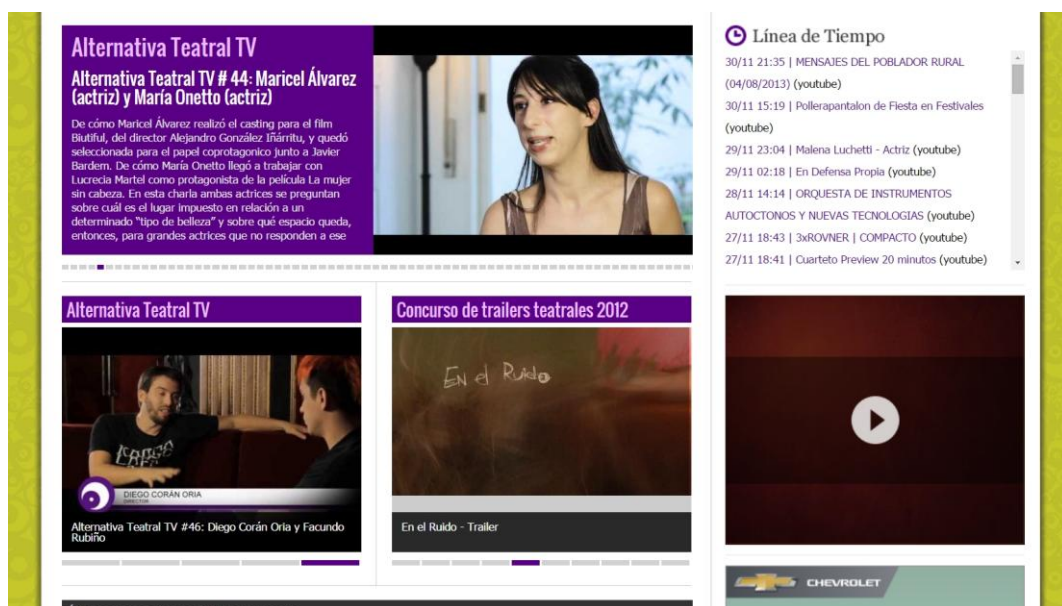 Alternativa Teatral TV
Alternativa Teatral TV # 44: Maricel Álvarez
(actriz) y María Onetto (actriz)
De cómo Maricel Álvarez realizó el casting para el film
Biutiful, del director Alejandro González Iñárritu, y quedó
seleccionada para el papel coprotagonico junto a Javier
Bardem. De cómo María Onetto llegó a trabajar con
Lucrecia Martel como protagonista de la película La mujer
sin cabeza. En esta charla ambas actrices se preguntan
sobre cuál es el lugar impuesto en relación a un
determinado "tipo de belleza" y sobre qué espacio queda,
entonces, para grandes actrices que no responden a ese
Línea de Tiempo
30/11 21:35 | MENSAJES DEL POBLADOR RURAL
(04/08/2013) (youtube)
30/11 15:19 | Pollerapantalon de Fiesta en Festivales
(youtube)
29/11 23:04 | Malena Luchetti - Actriz (youtube)
29/11 02:18 | En Defensa Propia (youtube)
28/11 14:14 | ORQUESTA DE INSTRUMENTOS
AUTOCTONOS Y NUEVAS TECNOLOGIAS (youtube)
27/11 18:43 | 3xROVNER | COMPACTO (youtube)
27/11 18:41 | Cuarteto Preview 20 minutos (youtube)
Alternativa Teatral TV
DIEGO CORÁN ORIA
DIRECTOR
Alternativa Teatral TV #46: Diego Corán Oria y Facundo
Rubiño
Concurso de trailers teatrales 2012
EN el Ruido
En el Ruido - Trailer
CHEVROLET